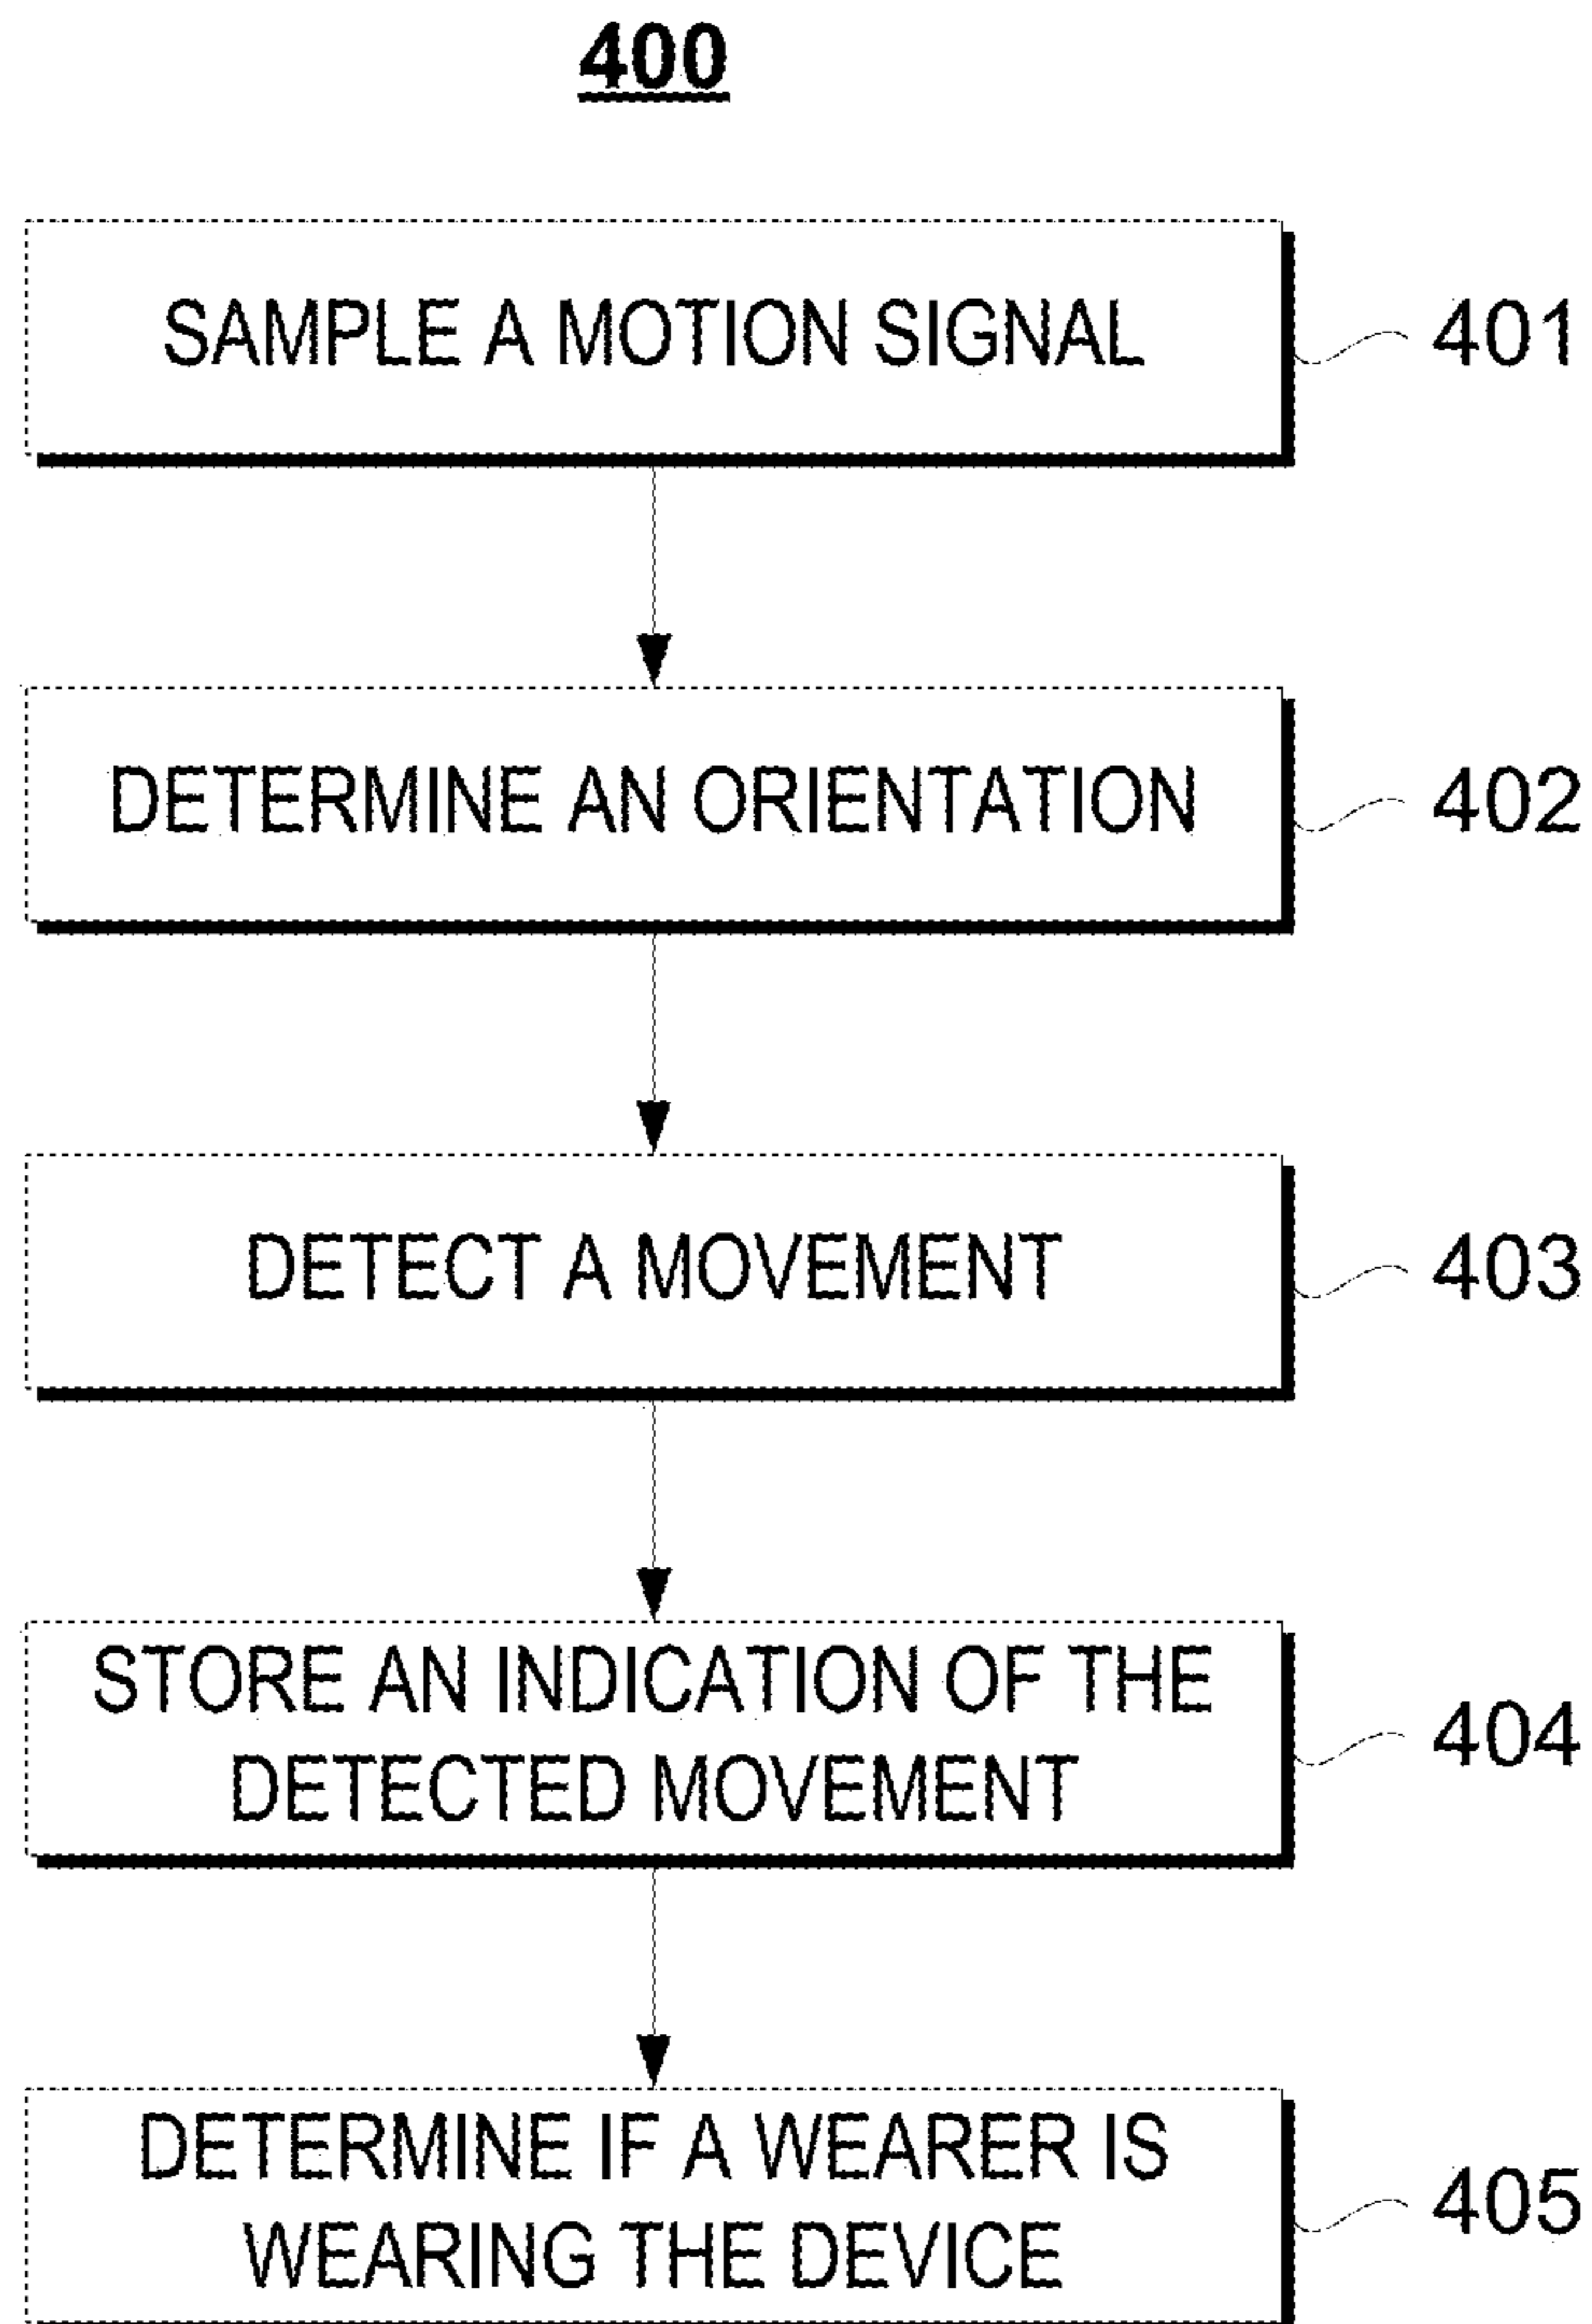 400
SAMPLE A MOTION SIGNAL
401
DETERMINE AN ORIENTATION
402
DETECT A MOVEMENT
403
STORE AN INDICATION OF THE
DETECTED MOVEMENT
404
DETERMINE IF A WEARER IS
WEARING THE DEVICE
405